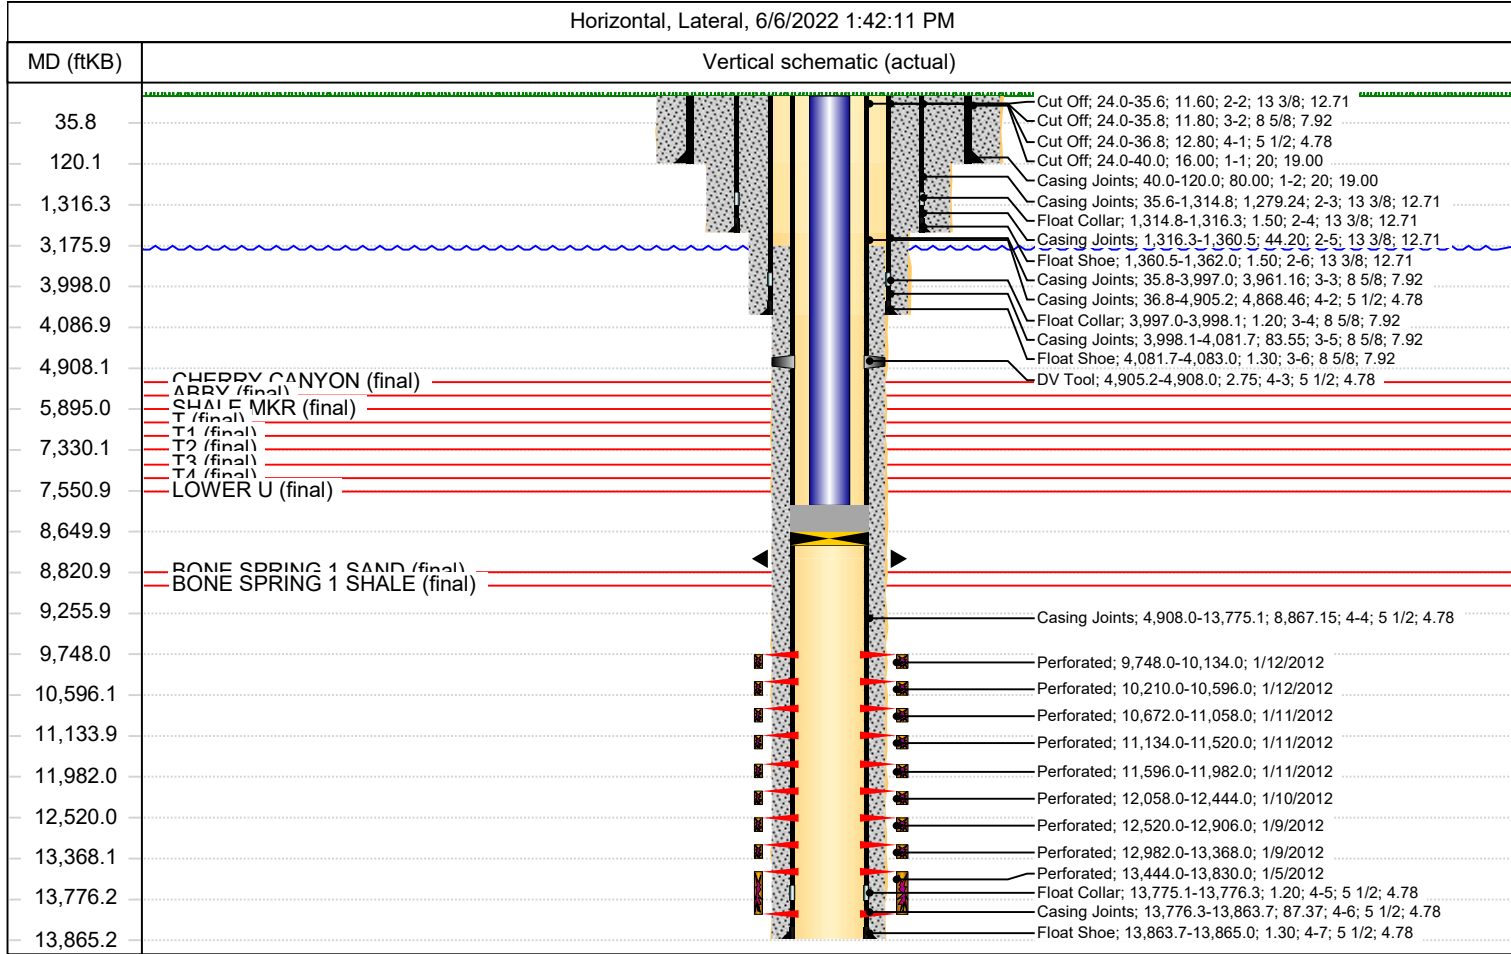 Horizontal, Lateral, 6/6/2022 1:42:11 PM
MD (ftKB)
Vertical schematic (actual)
35.8
120.1
1,316.3
3,175.9
3,998.0
4,086.9
4,908.1
5,895.0
7,330.1
7,550.9
8,649.9
8,820.9
9,255.9
9,748.0
10,596.1
11,133.9
11,982.0
12,520.0
13,368.1
13,776.2
13,865.2
CHERRY CANYON (final)
ABBY (final)
SHALE MKR (final)
T (final)
T1 (final)
T2 (final)
T3 (final)
T4 (final)
LOWER U (final)
BONE SPRING 1 SAND (final)
BONE SPRING 1 SHALE (final)
Cut Off; 24.0-35.6; 11.60; 2-2; 13 3/8; 12.71
Cut Off; 24.0-35.8; 11.80; 3-2; 8 5/8; 7.92
Cut Off; 24.0-36.8; 12.80; 4-1; 5 1/2; 4.78
Cut Off; 24.0-40.0; 16.00; 1-1; 20; 19.00
Casing Joints; 40.0-120.0; 80.00; 1-2; 20; 19.00
Casing Joints; 35.6-1,314.8; 1,279.24; 2-3; 13 3/8; 12.71
Float Collar; 1,314.8-1,316.3; 1.50; 2-4; 13 3/8; 12.71
Casing Joints; 1,316.3-1,360.5; 44.20; 2-5; 13 3/8; 12.71
Float Shoe; 1,360.5-1,362.0; 1.50; 2-6; 13 3/8; 12.71
Casing Joints; 35.8-3,997.0; 3,961.16; 3-3; 8 5/8; 7.92
Casing Joints; 36.8-4,905.2; 4,868.46; 4-2; 5 1/2; 4.78
Float Collar; 3,997.0-3,998.1; 1.20; 3-4; 8 5/8; 7.92
Casing Joints; 3,998.1-4,081.7; 83.55; 3-5; 8 5/8; 7.92
Float Shoe; 4,081.7-4,083.0; 1.30; 3-6; 8 5/8; 7.92
DV Tool; 4,905.2-4,908.0; 2.75; 4-3; 5 1/2; 4.78
Casing Joints; 4,908.0-13,775.1; 8,867.15; 4-4; 5 1/2; 4.78
Perforated; 9,748.0-10,134.0; 1/12/2012
Perforated; 10,210.0-10,596.0; 1/12/2012
Perforated; 10,672.0-11,058.0; 1/11/2012
Perforated; 11,134.0-11,520.0; 1/11/2012
Perforated; 11,596.0-11,982.0; 1/11/2012
Perforated; 12,058.0-12,444.0; 1/10/2012
Perforated; 12,520.0-12,906.0; 1/9/2012
Perforated; 12,982.0-13,368.0; 1/9/2012
Perforated; 13,444.0-13,830.0; 1/5/2012
Float Collar; 13,775.1-13,776.3; 1.20; 4-5; 5 1/2; 4.78
Casing Joints; 13,776.3-13,863.7; 87.37; 4-6; 5 1/2; 4.78
Float Shoe; 13,863.7-13,865.0; 1.30; 4-7; 5 1/2; 4.78